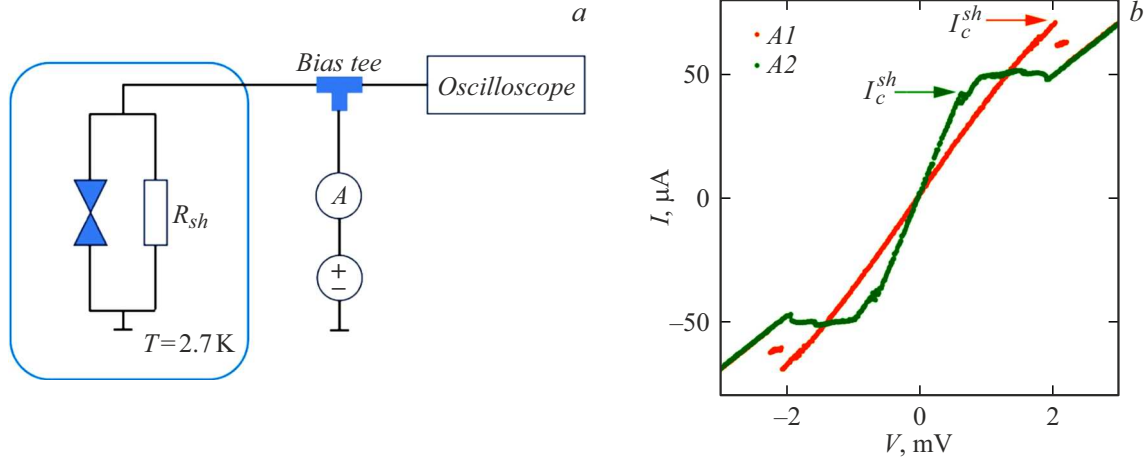 a
Bias tee
Oscilloscope
A
R_sh
+
−
T = 2.7 K
b
I_c^sh
A1
A2
I_c^sh
50
0
−50
I, μA
−2
0
2
V, mV